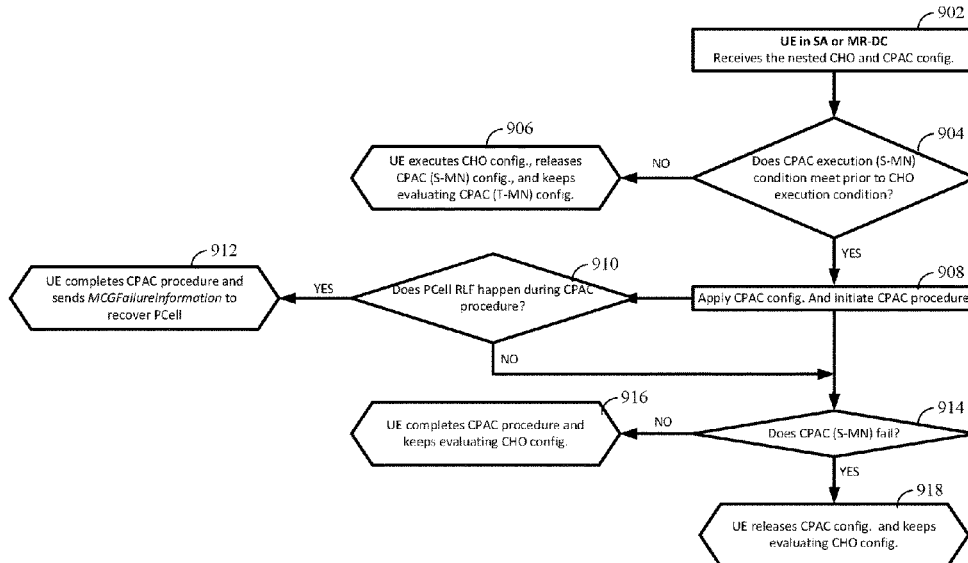 902
UE in SA or MR-DC
Receives the nested CHO and CPAC config.
904
Does CPAC execution (S-MN)
condition meet prior to CHO
execution condition?
NO
906
UE executes CHO config., releases
CPAC (S-MN) config., and keeps
evaluating CPAC (T-MN) config.
YES
908
Apply CPAC config. And initiate CPAC procedure
910
Does PCell RLF happen during CPAC
procedure?
YES
912
UE completes CPAC procedure and
sends MCGFailureInformation to
recover PCell
NO
914
Does CPAC (S-MN) fail?
NO
916
UE completes CPAC procedure and
keeps evaluating CHO config.
YES
918
UE releases CPAC config. and keeps
evaluating CHO config.